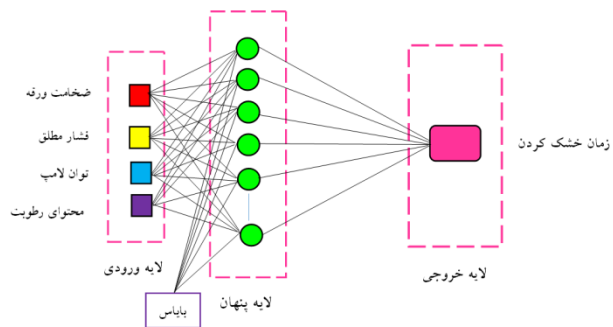 ضخامت ورقه
فشار مطلق
توان لامپ
محتوای رطوبت
زمان خشک کردن
لایه ورودی
لایه پنهان
لایه خروجی
بایاس